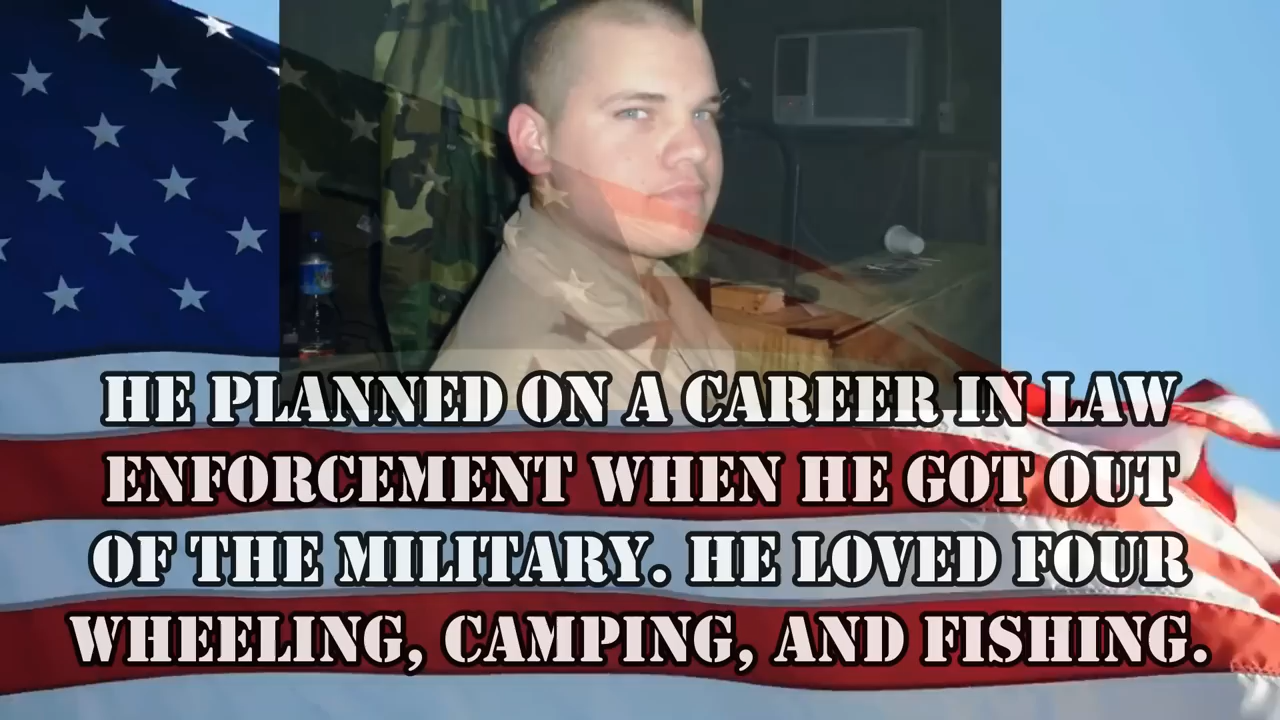 HE PLANNED ON A CAREER IN LAW
ENFORCEMENT WHEN HE GOT OUT
OF THE MILITARY. HE LOVED FOUR
WHEELING, CAMPING, AND FISHING.